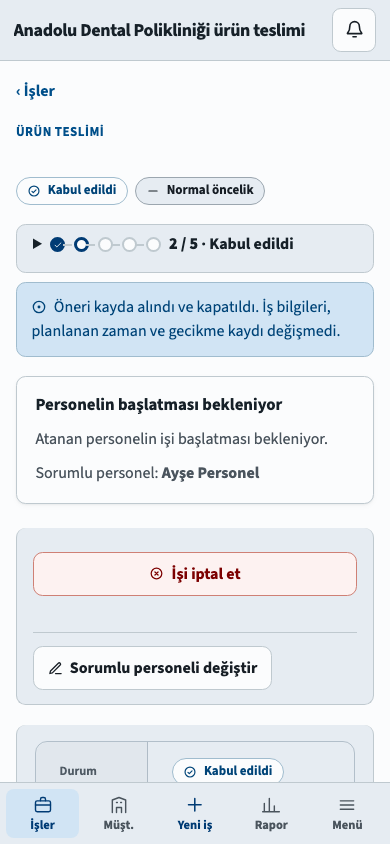 Anadolu Dental Polikliniği ürün teslimi
‹ İşler
ÜRÜN TESLİMİ
Kabul edildi
Normal öncelik
2 / 5 · Kabul edildi
Öneri kayda alındı ve kapatıldı. İş bilgileri,
planlanan zaman ve gecikme kaydı değişmedi.
Personelin başlatması bekleniyor
Atanan personelin işi başlatması bekleniyor.
Sorumlu personel: Ayşe Personel
İşi iptal et
Sorumlu personeli değiştir
Durum
Kabul edildi
İşler
Müşt.
Yeni iş
Rapor
Menü